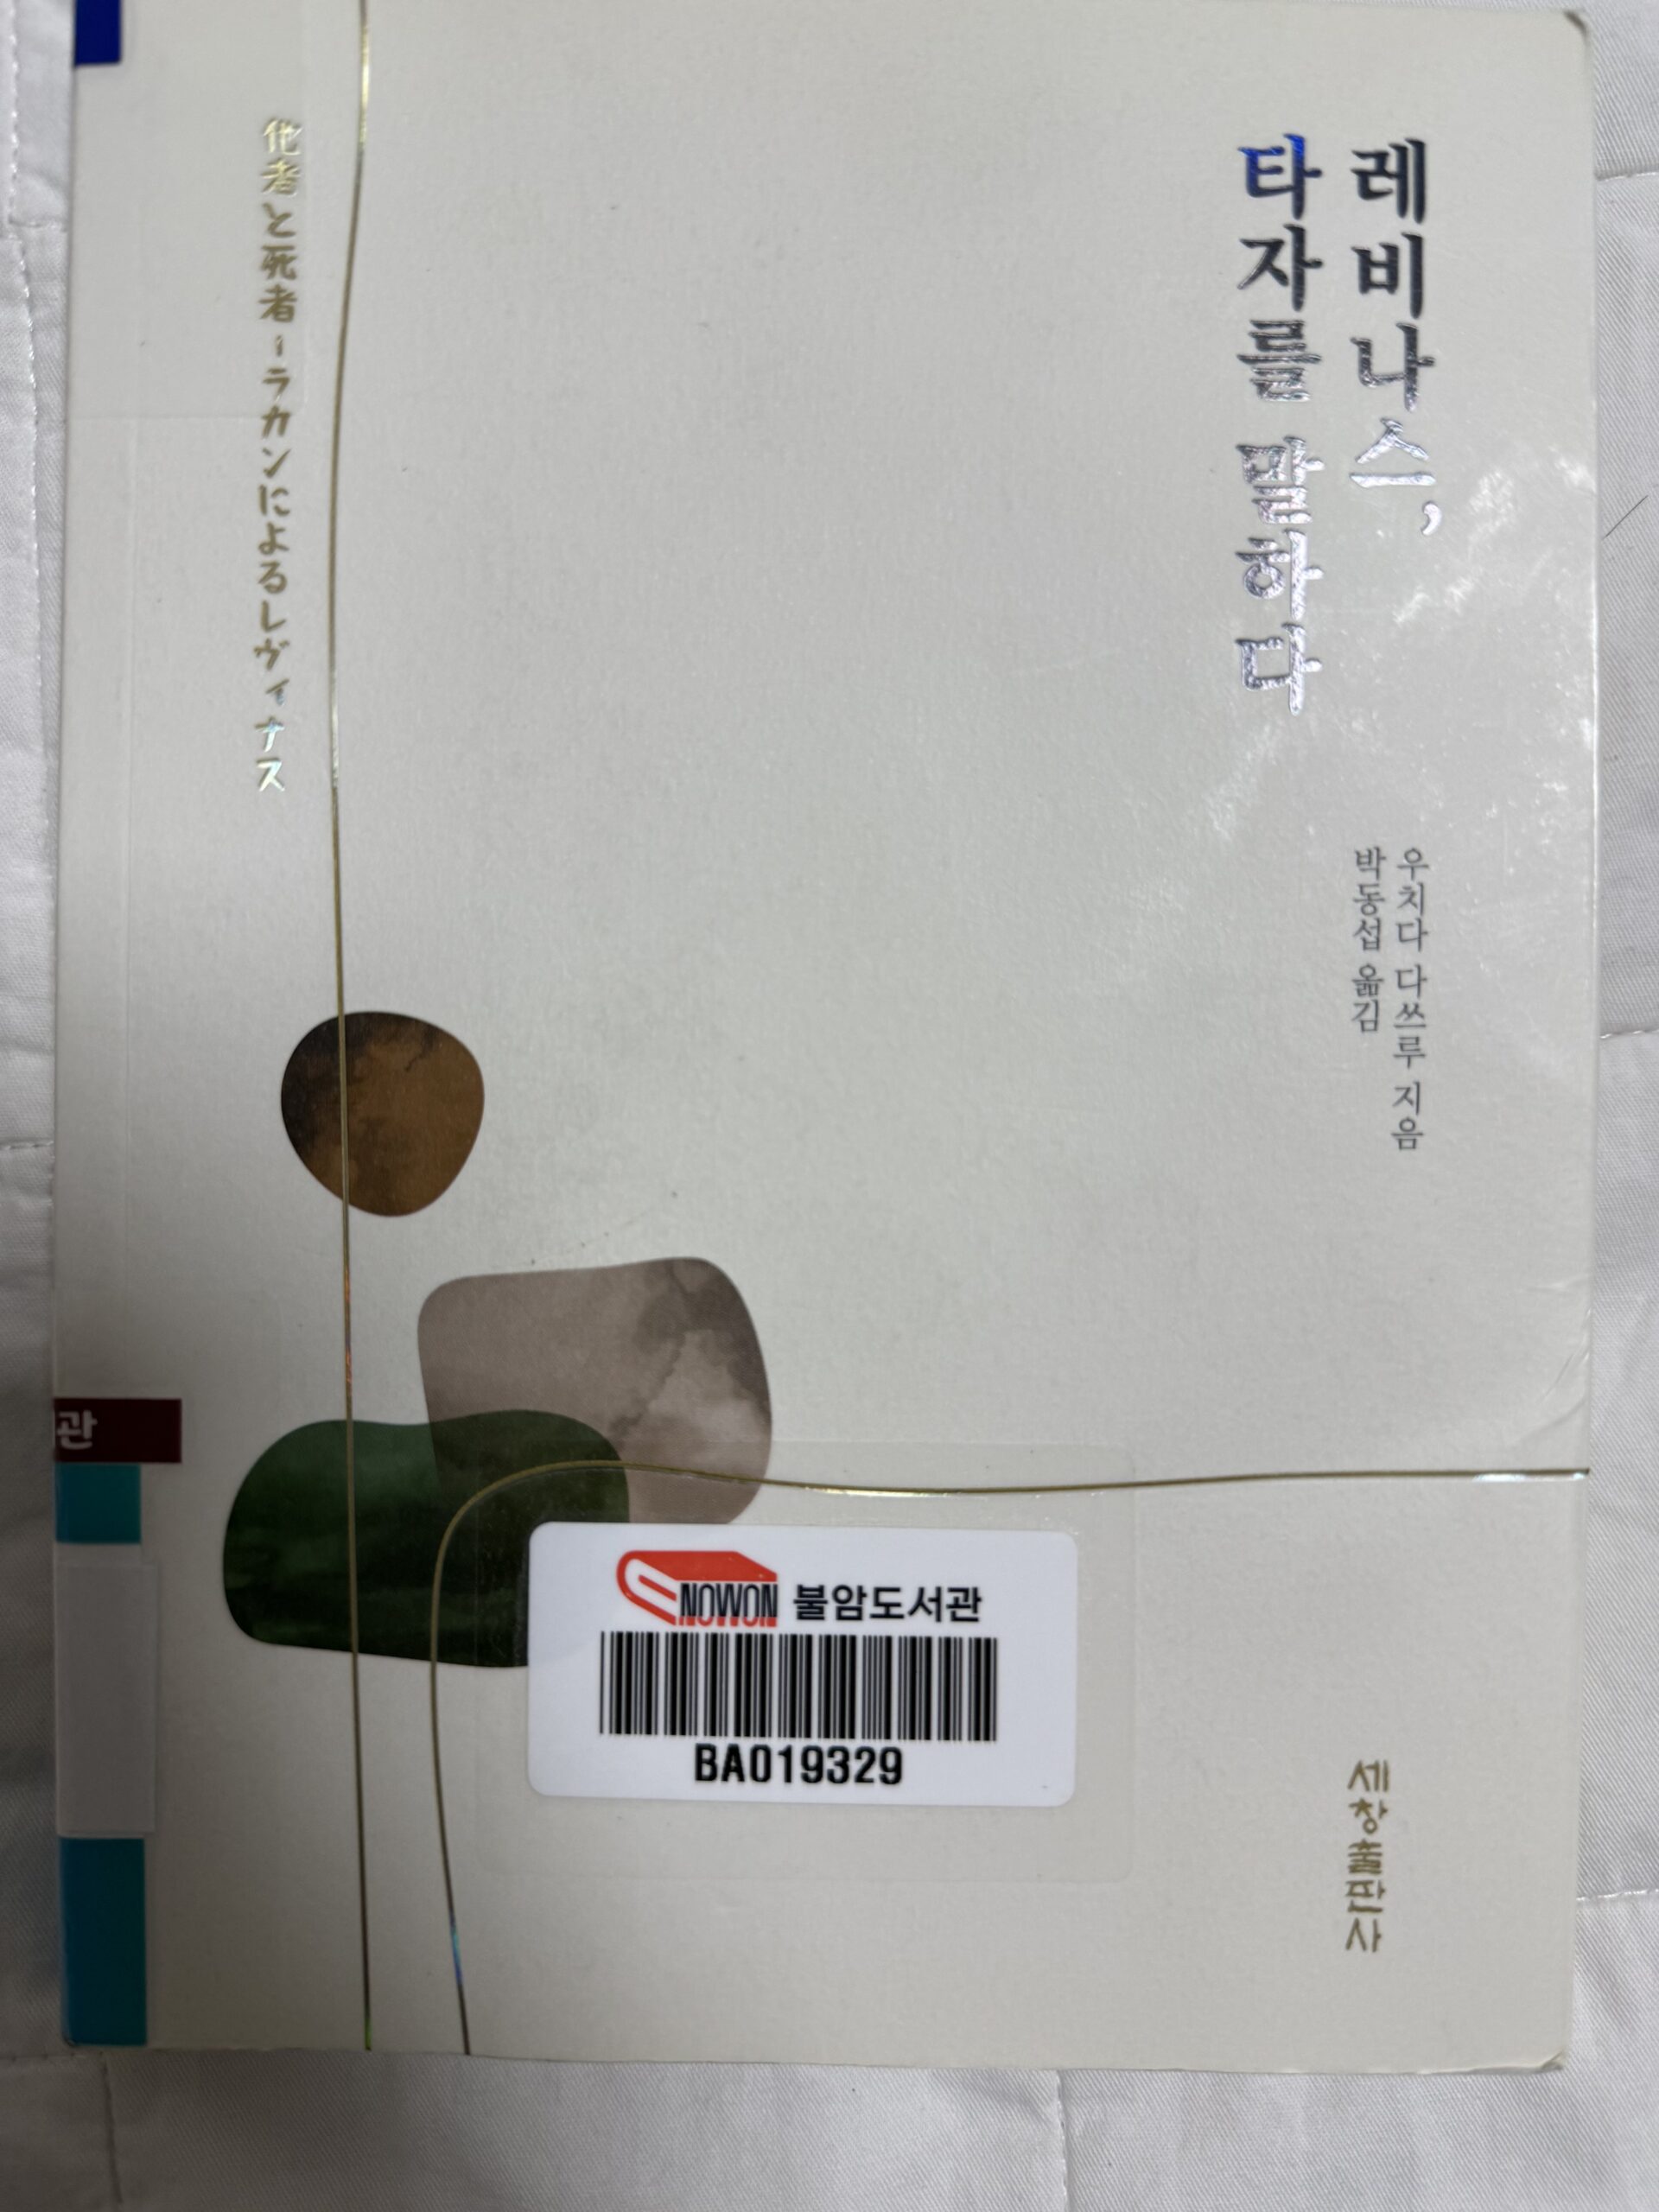 레비나스,
타자를 말하다
우치다 다쓰루 지음
박동섭 옮김
他者と死者-ラカンによるレヴィナス
관
NOWON 불암도서관
BA019329
세창출판사